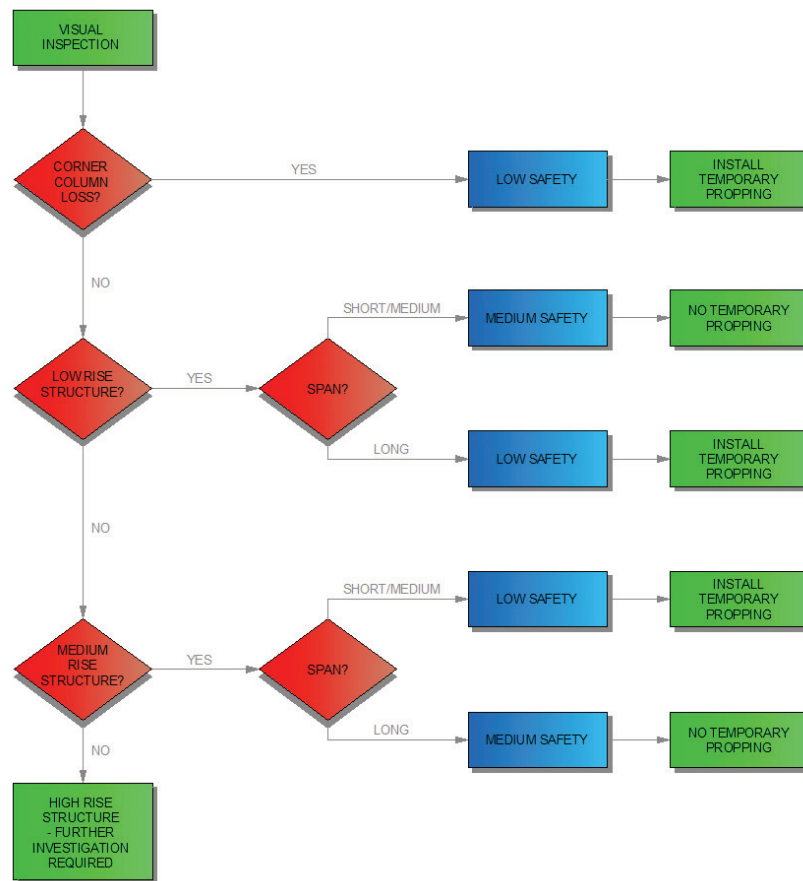 VISUAL
INSPECTION
CORNER
COLUMN
LOSS?
YES
LOW SAFETY
INSTALL
TEMPORARY
PROPPING
NO
LOW RISE
STRUCTURE?
YES
SPAN?
SHORT/MEDIUM
MEDIUM SAFETY
NO TEMPORARY
PROPPING
LONG
LOW SAFETY
INSTALL
TEMPORARY
PROPPING
NO
MEDIUM
RISE
STRUCTURE?
YES
SPAN?
SHORT/MEDIUM
LOW SAFETY
INSTALL
TEMPORARY
PROPPING
LONG
MEDIUM SAFETY
NO TEMPORARY
PROPPING
NO
HIGH RISE
STRUCTURE
- FURTHER
INVESTIGATION
REQUIRED